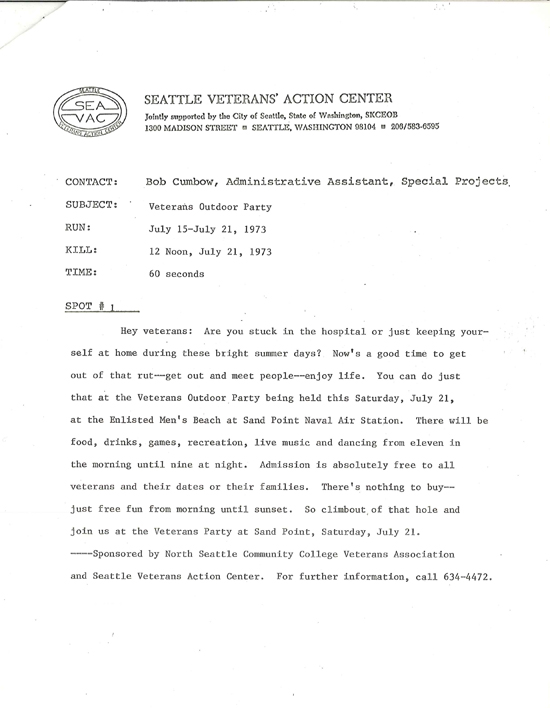 SEATTLE
SEA
VAC
VETERANS ACTION CENTER
SEATTLE VETERANS' ACTION CENTER
Jointly supported by the City of Seattle, State of Washington, SKCEOB
1300 MADISON STREET ¤ SEATTLE, WASHINGTON 98104 ¤ 206/583-6595
CONTACT: Bob Cumbow, Administrative Assistant, Special Projects
SUBJECT: Veterans Outdoor Party
RUN: July 15-July 21, 1973
KILL: 12 Noon, July 21, 1973
TIME: 60 seconds
SPOT # 1
Hey veterans: Are you stuck in the hospital or just keeping your-
self at home during these bright summer days? Now's a good time to get
out of that rut--get out and meet people--enjoy life. You can do just
that at the Veterans Outdoor Party being held this Saturday, July 21,
at the Enlisted Men's Beach at Sand Point Naval Air Station. There will be
food, drinks, games, recreation, live music and dancing from eleven in
the morning until nine at night. Admission is absolutely free to all
veterans and their dates or their families. There's nothing to buy--
just free fun from morning until sunset. So climbout of that hole and
join us at the Veterans Party at Sand Point, Saturday, July 21.
----Sponsored by North Seattle Community College Veterans Association
and Seattle Veterans Action Center. For further information, call 634-4472.